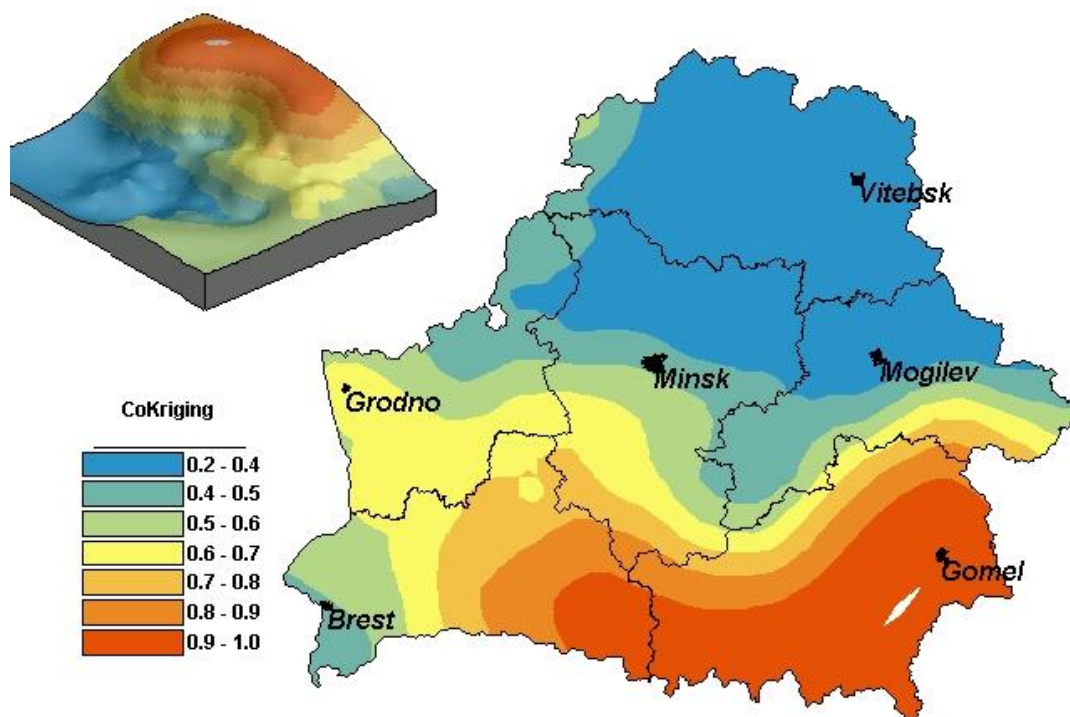 Vitebsk
Minsk
Mogilev
Grodno
CoKriging
0.2 - 0.4
0.4 - 0.5
0.5 - 0.6
0.6 - 0.7
0.7 - 0.8
0.8 - 0.9
0.9 - 1.0
Gomel
Brest